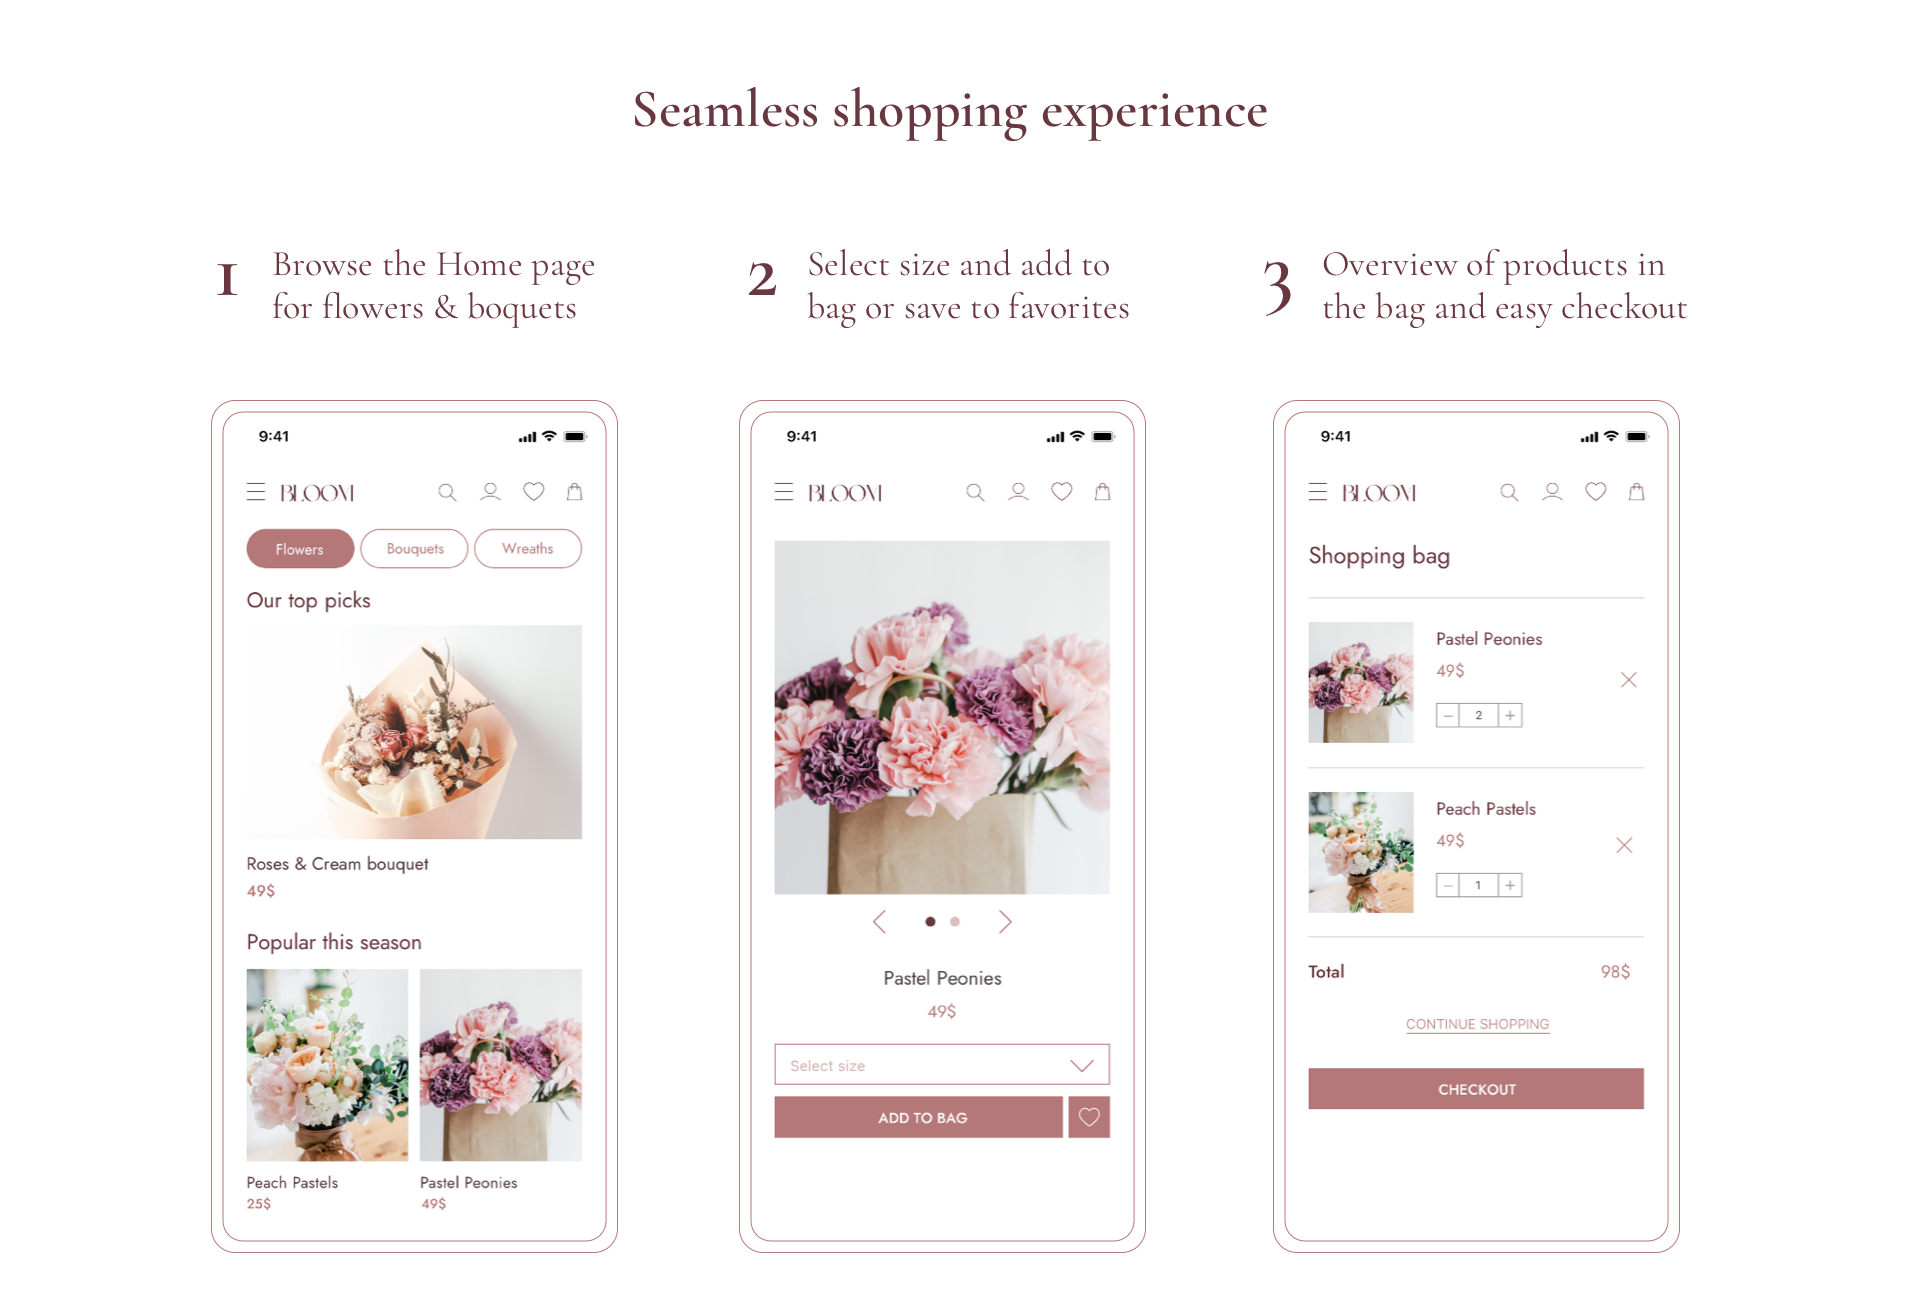 Seamless shopping experience
1 Browse the Home page
for flowers & boquets
2 Select size and add to
bag or save to favorites
3 Overview of products in
the bag and easy checkout
9:41
BLOOM
Flowers Bouquets Wreaths
Our top picks
Roses & Cream bouquet
49$
Popular this season
Peach Pastels Pastel Peonies
25$ 49$
9:41
BLOOM
Pastel Peonies
49$
Select size
ADD TO BAG
9:41
BLOOM
Shopping bag
Pastel Peonies
49$
− 2 +
Peach Pastels
49$
− 1 +
Total 98$
CONTINUE SHOPPING
CHECKOUT